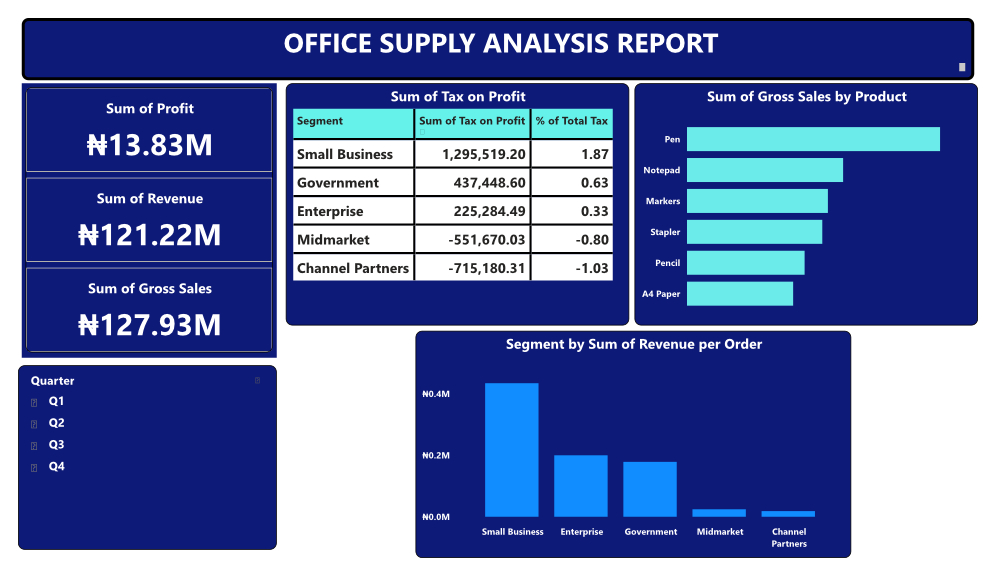 OFFICE SUPPLY ANALYSIS REPORT
Sum of Profit
₦13.83M
Sum of Revenue
₦121.22M
Sum of Gross Sales
₦127.93M
Quarter
Q1
Q2
Q3
Q4
Sum of Tax on Profit
Segment Sum of Tax on Profit % of Total Tax
Small Business 1,295,519.20 1.87
Government 437,448.60 0.63
Enterprise 225,284.49 0.33
Midmarket -551,670.03 -0.80
Channel Partners -715,180.31 -1.03
Sum of Gross Sales by Product
Pen
Notepad
Markers
Stapler
Pencil
A4 Paper
Segment by Sum of Revenue per Order
₦0.4M
₦0.2M
₦0.0M
Small Business Enterprise Government Midmarket Channel
Partners